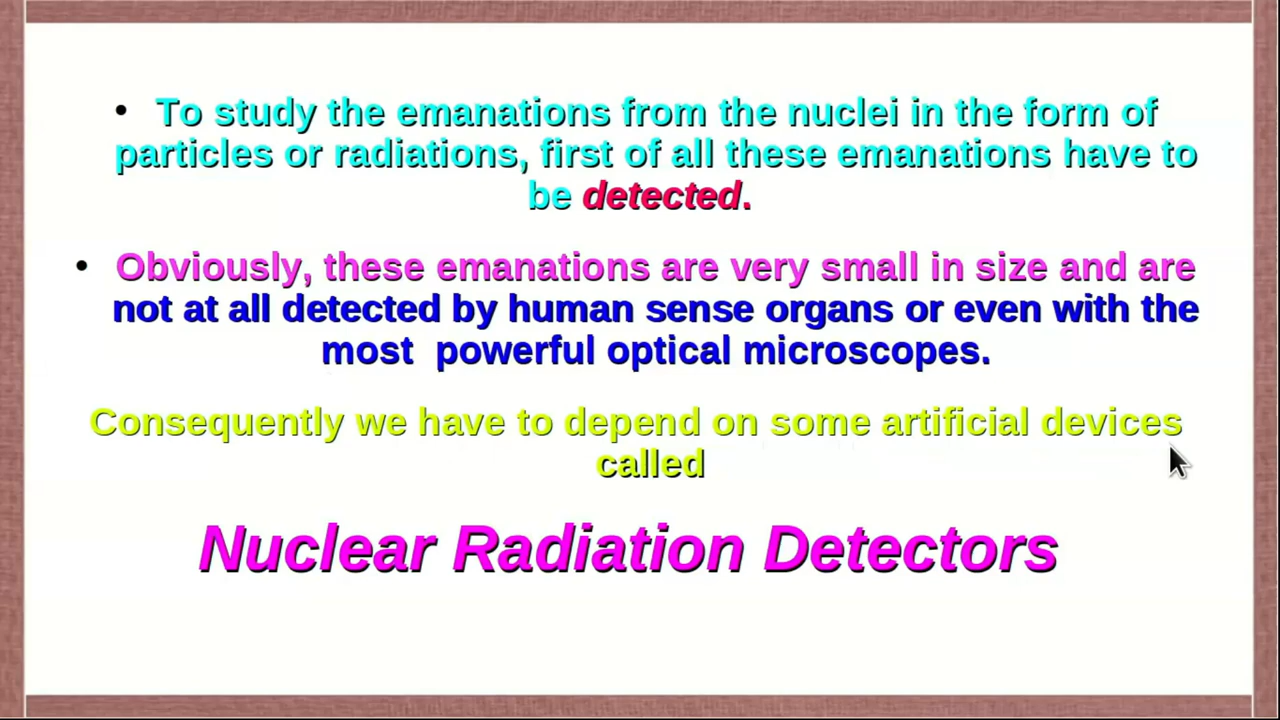 • To study the emanations from the nuclei in the form of
particles or radiations, first of all these emanations have to
be detected.
• Obviously, these emanations are very small in size and are
not at all detected by human sense organs or even with the
most  powerful optical microscopes.
Consequently we have to depend on some artificial devices
called
Nuclear Radiation Detectors